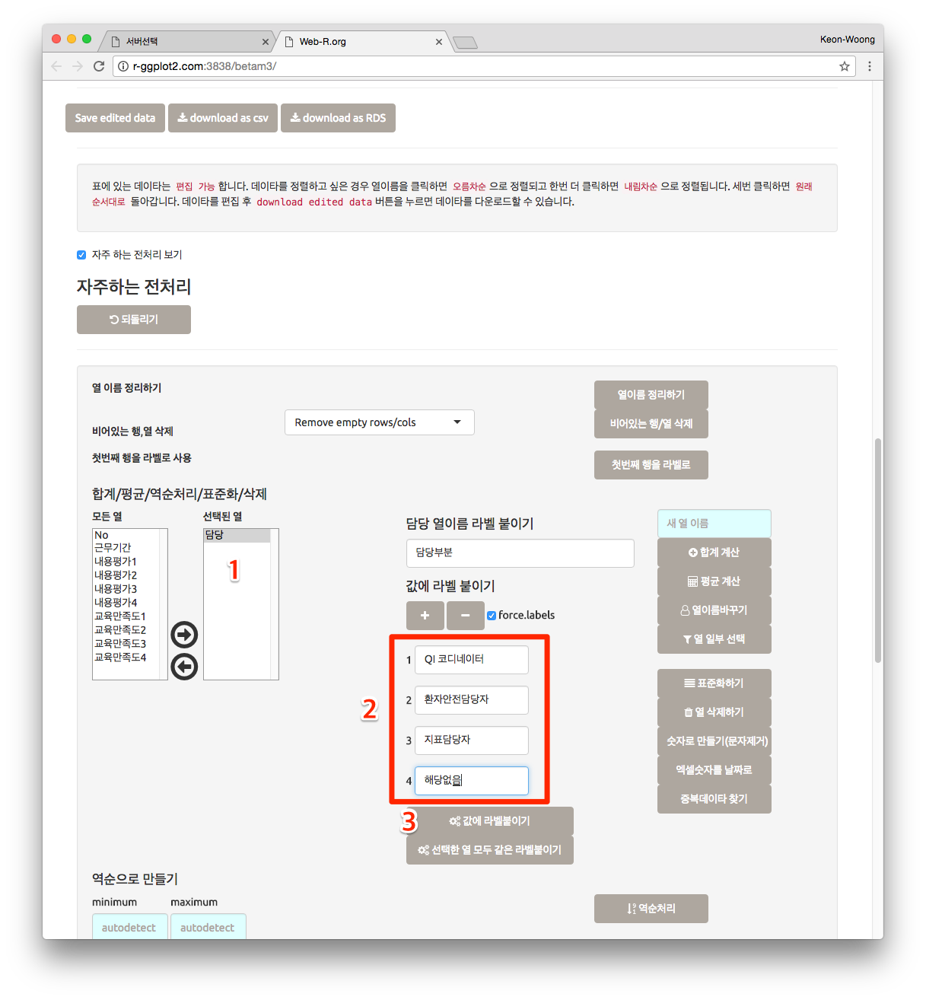 서버선택
Web-R.org
Keon-Woong
r-ggplot2.com:3838/betam3/
Save edited data
download as csv
download as RDS
표에 있는 데이타는 편집 가능 합니다. 데이타를 정렬하고 싶은 경우 열이름을 클릭하면 오름차순 으로 정렬되고 한번 더 클릭하면 내림차순 으로 정렬됩니다. 세번 클릭하면 원래
순서대로 돌아갑니다. 데이타를 편집 후 download edited data 버튼을 누르면 데이타를 다운로드할 수 있습니다.
자주 하는 전처리 보기
자주하는 전처리
되돌리기
열 이름 정리하기
열이름 정리하기
Remove empty rows/cols
비어있는 행/열 삭제
비어있는 행,열 삭제
첫번째 행을 라벨로 사용
첫번째 행을 라벨로
합계/평균/역순처리/표준화/삭제
모든 열
선택된 열
No
근무기간
내용평가1
내용평가2
내용평가3
내용평가4
교육만족도1
교육만족도2
교육만족도3
교육만족도4
담당
1
담당 열이름 라벨 붙이기
담당부분
값에 라벨 붙이기
+
−
force.labels
1 QI 코디네이터
2 환자안전담당자
3 지표담당자
4 해당없음
2
3
값에 라벨붙이기
선택한 열 모두 같은 라벨붙이기
새 열 이름
합계 계산
평균 계산
열이름바꾸기
열 일부 선택
표준화하기
열 삭제하기
숫자로 만들기(문자제거)
엑셀숫자를 날짜로
중복데이타 찾기
역순으로 만들기
minimum
maximum
autodetect
autodetect
역순처리